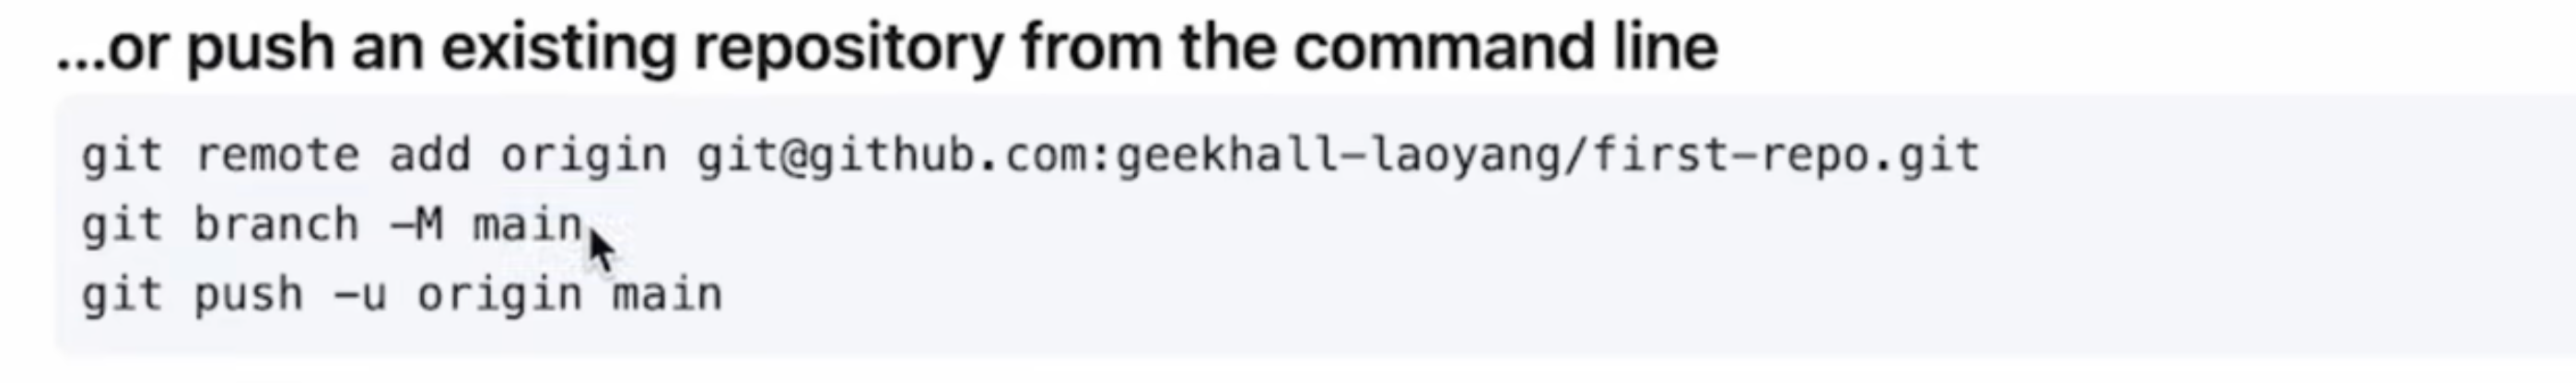 ...or push an existing repository from the command line
git remote add origin git@github.com:geekhall-laoyang/first-repo.git
git branch -M main
git push -u origin main